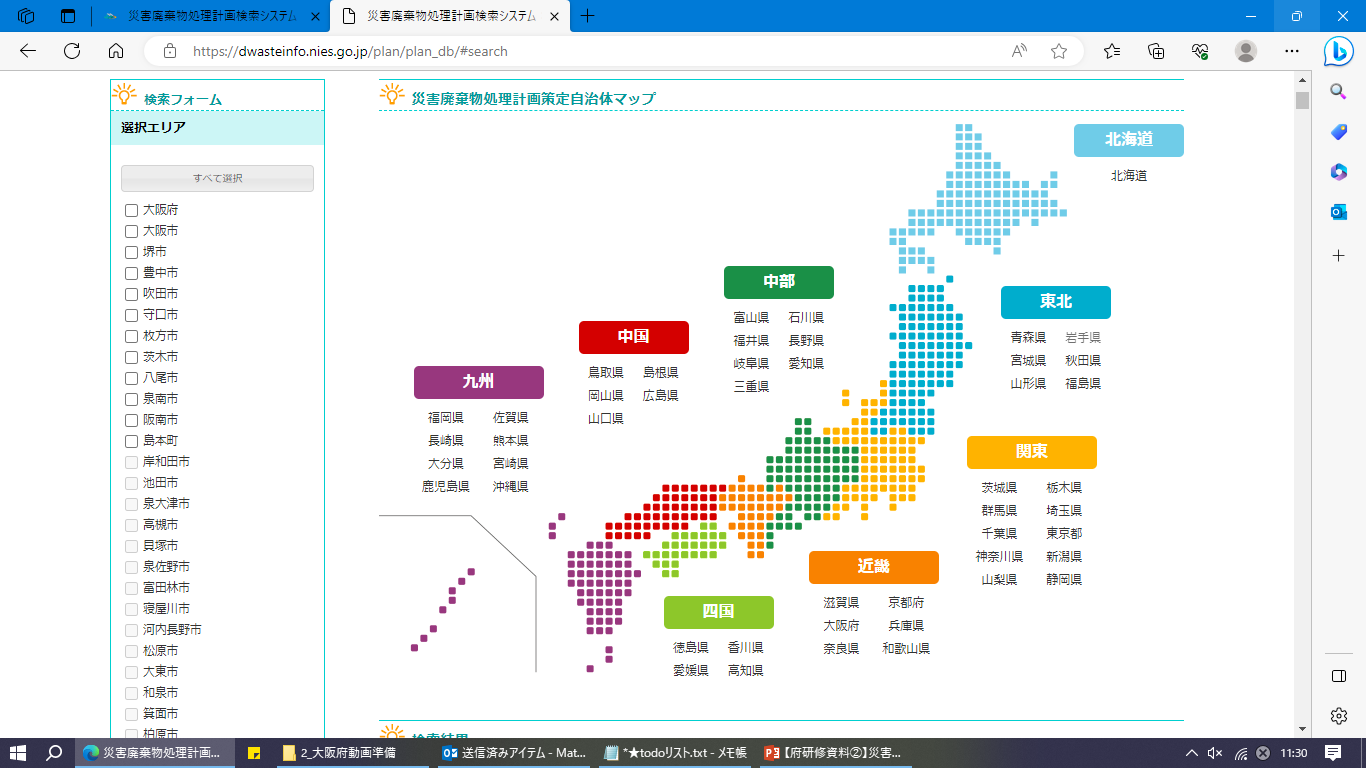 災害廃棄物処理計画検索システム
災害廃棄物処理計画検索システム
https://dwasteinfo.nies.go.jp/plan/plan_db/#search
検索フォーム
選択エリア
すべて選択
大阪府
大阪市
堺市
豊中市
吹田市
守口市
枚方市
茨木市
八尾市
泉南市
阪南市
島本町
岸和田市
池田市
泉大津市
高槻市
貝塚市
泉佐野市
富田林市
寝屋川市
河内長野市
松原市
大東市
和泉市
箕面市
柏原市
災害廃棄物処理計画策定自治体マップ
北海道
北海道
東北
青森県 岩手県
宮城県 秋田県
山形県 福島県
中部
富山県 石川県
福井県 長野県
岐阜県 愛知県
三重県
中国
鳥取県 島根県
岡山県 広島県
山口県
九州
福岡県 佐賀県
長崎県 熊本県
大分県 宮崎県
鹿児島県 沖縄県
関東
茨城県 栃木県
群馬県 埼玉県
千葉県 東京都
神奈川県 新潟県
山梨県 静岡県
近畿
滋賀県 京都府
大阪府 兵庫県
奈良県 和歌山県
四国
徳島県 香川県
愛媛県 高知県
検索結果
災害廃棄物処理計画...
2_大阪府動画準備
送信済みアイテム - Mat...
*★todoリスト.txt - メモ帳
【府研修資料②】災害...
11:30